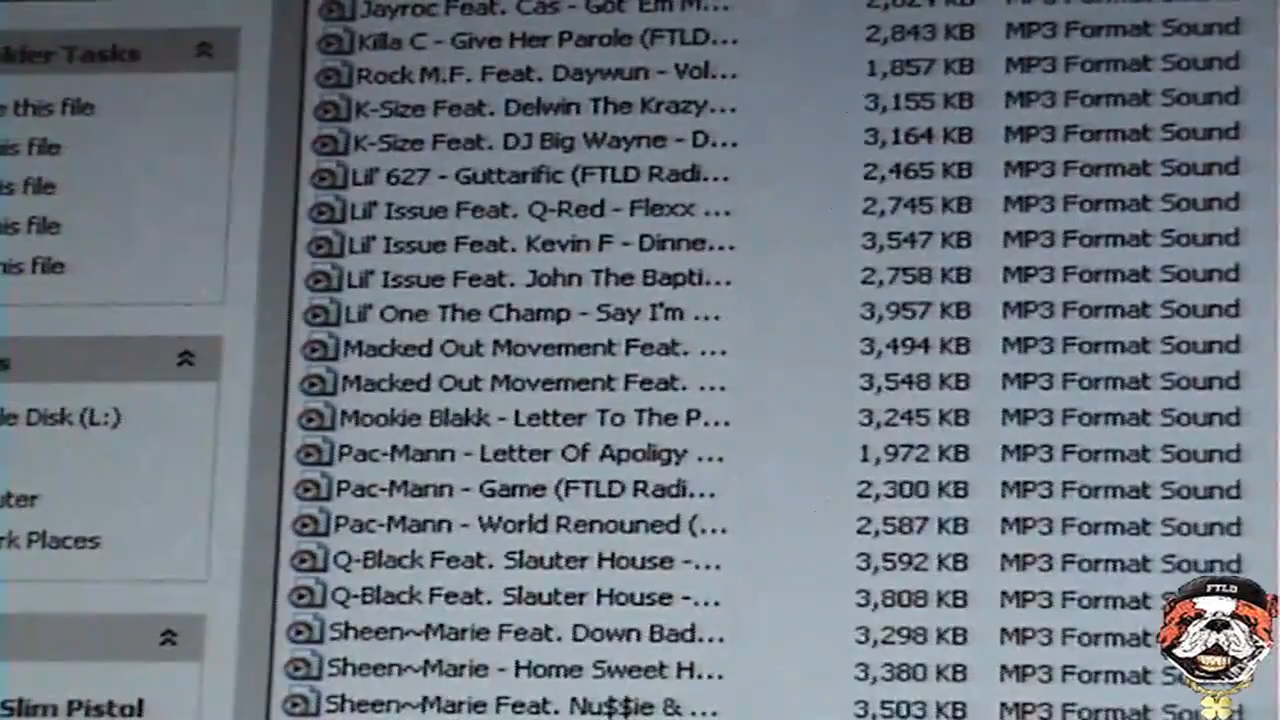 Jayroc Feat. Cas - Got Em M... 2,824 KB MP3 Format Sound
Killa C - Give Her Parole (FTLD... 2,843 KB MP3 Format Sound
Rock M.F. Feat. Daywun - Vol... 1,857 KB MP3 Format Sound
K-Size Feat. Delwin The Krazy... 3,155 KB MP3 Format Sound
K-Size Feat. DJ Big Wayne - D... 3,164 KB MP3 Format Sound
Lil' 627 - Guttarific (FTLD Radi... 2,465 KB MP3 Format Sound
Lil' Issue Feat. Q-Red - Flexx ... 2,745 KB MP3 Format Sound
Lil' Issue Feat. Kevin F - Dinne... 3,547 KB MP3 Format Sound
Lil' Issue Feat. John The Bapti... 2,758 KB MP3 Format Sound
Lil' One The Champ - Say I'm ... 3,957 KB MP3 Format Sound
Macked Out Movement Feat. ... 3,494 KB MP3 Format Sound
Macked Out Movement Feat. ... 3,548 KB MP3 Format Sound
Mookie Blakk - Letter To The P... 3,245 KB MP3 Format Sound
Pac-Mann - Letter Of Apoligy ... 1,972 KB MP3 Format Sound
Pac-Mann - Game (FTLD Radi... 2,300 KB MP3 Format Sound
Pac-Mann - World Renouned (... 2,587 KB MP3 Format Sound
Q-Black Feat. Slauter House -... 3,592 KB MP3 Format Sound
Q-Black Feat. Slauter House -... 3,808 KB MP3 Format S
Sheen~Marie Feat. Down Bad... 3,298 KB MP3 Format
Sheen~Marie - Home Sweet H... 3,380 KB MP3 Format S
Sheen~Marie Feat. Nu$$ie & ... 3,503 KB MP3 Format Sound
lder Tasks
e this file
is file
is file
is file
his file
s
le Disk (L:)
uter
rk Places
Slim Pistol
FTLD